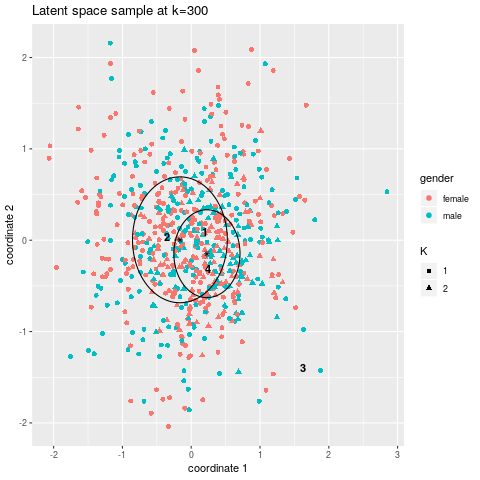 Latent space sample at k=300
2
1
0
-1
-2
coordinate 2
2
1
4
3
-2
-1
0
1
2
3
coordinate 1
gender
female
male
K
1
2